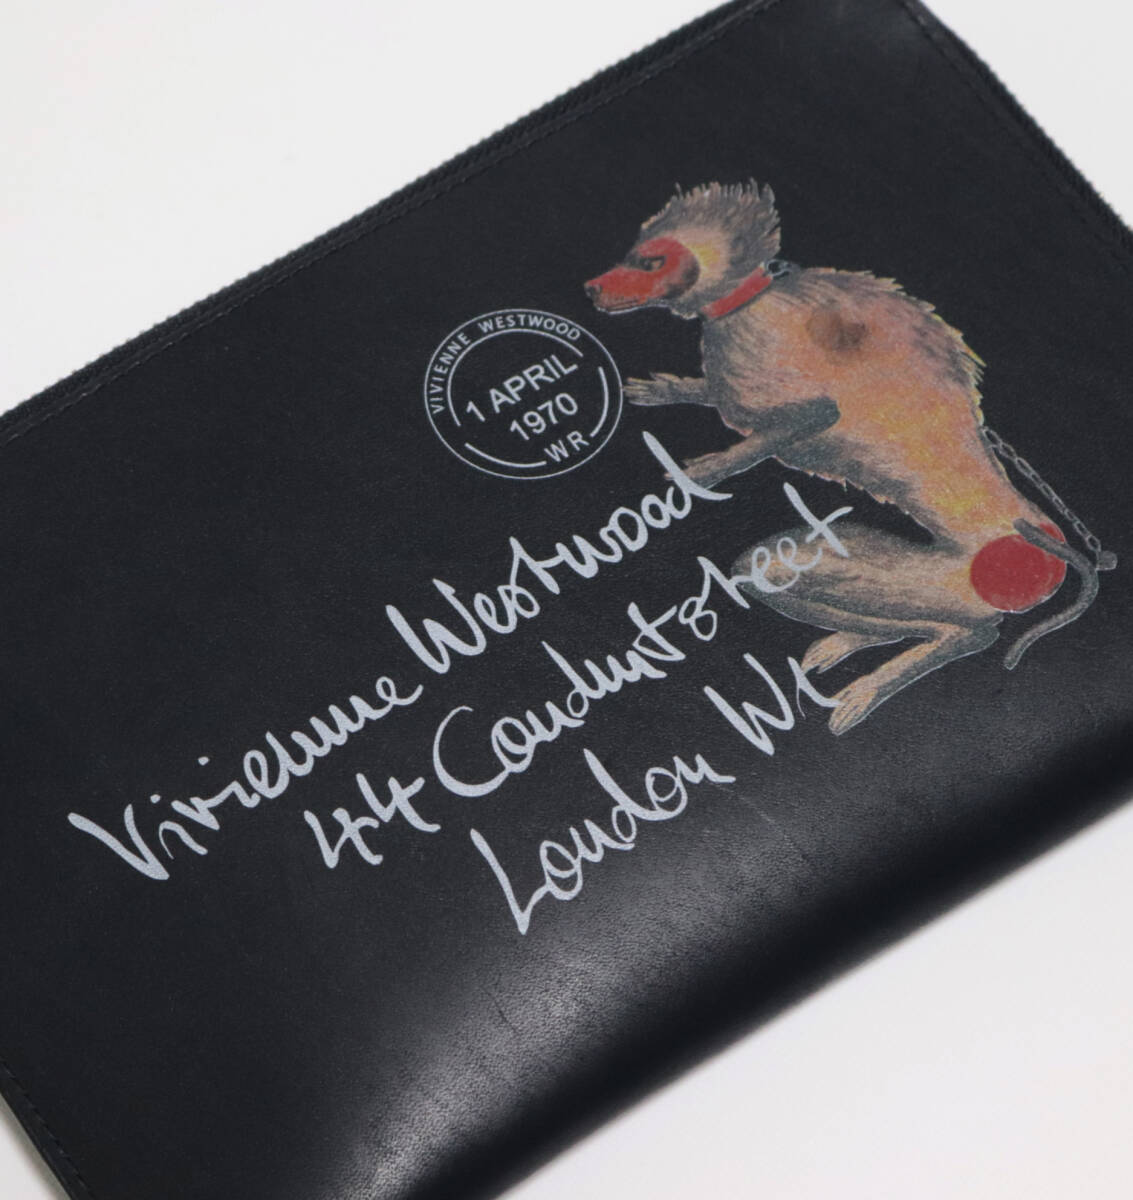 VIVIENNE WESTWOOD
1 APRIL
1970
WR
Vivienne Westwood
44 Conduit street
London W1